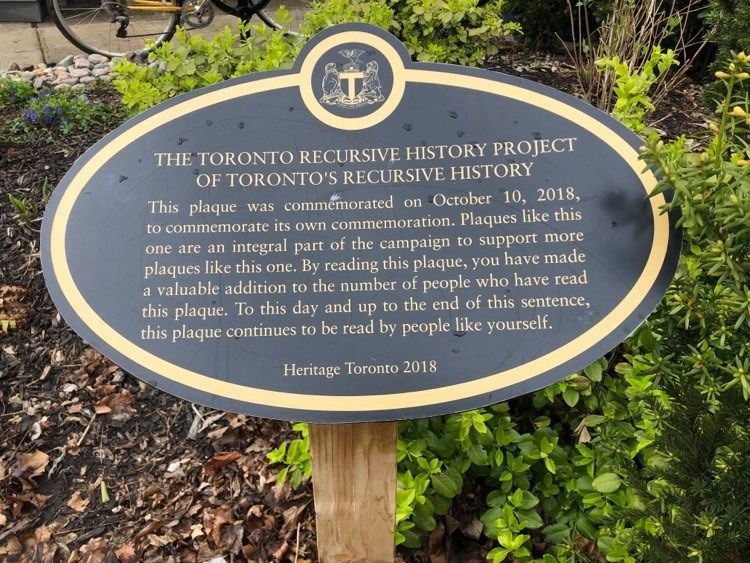 THE TORONTO RECURSIVE HISTORY PROJECT
OF TORONTO'S RECURSIVE HISTORY
This plaque was commemorated on October 10, 2018,
to commemorate its own commemoration. Plaques like this
one are an integral part of the campaign to support more
plaques like this one. By reading this plaque, you have made
a valuable addition to the number of people who have read
this plaque. To this day and up to the end of this sentence,
this plaque continues to be read by people like yourself.
Heritage Toronto 2018